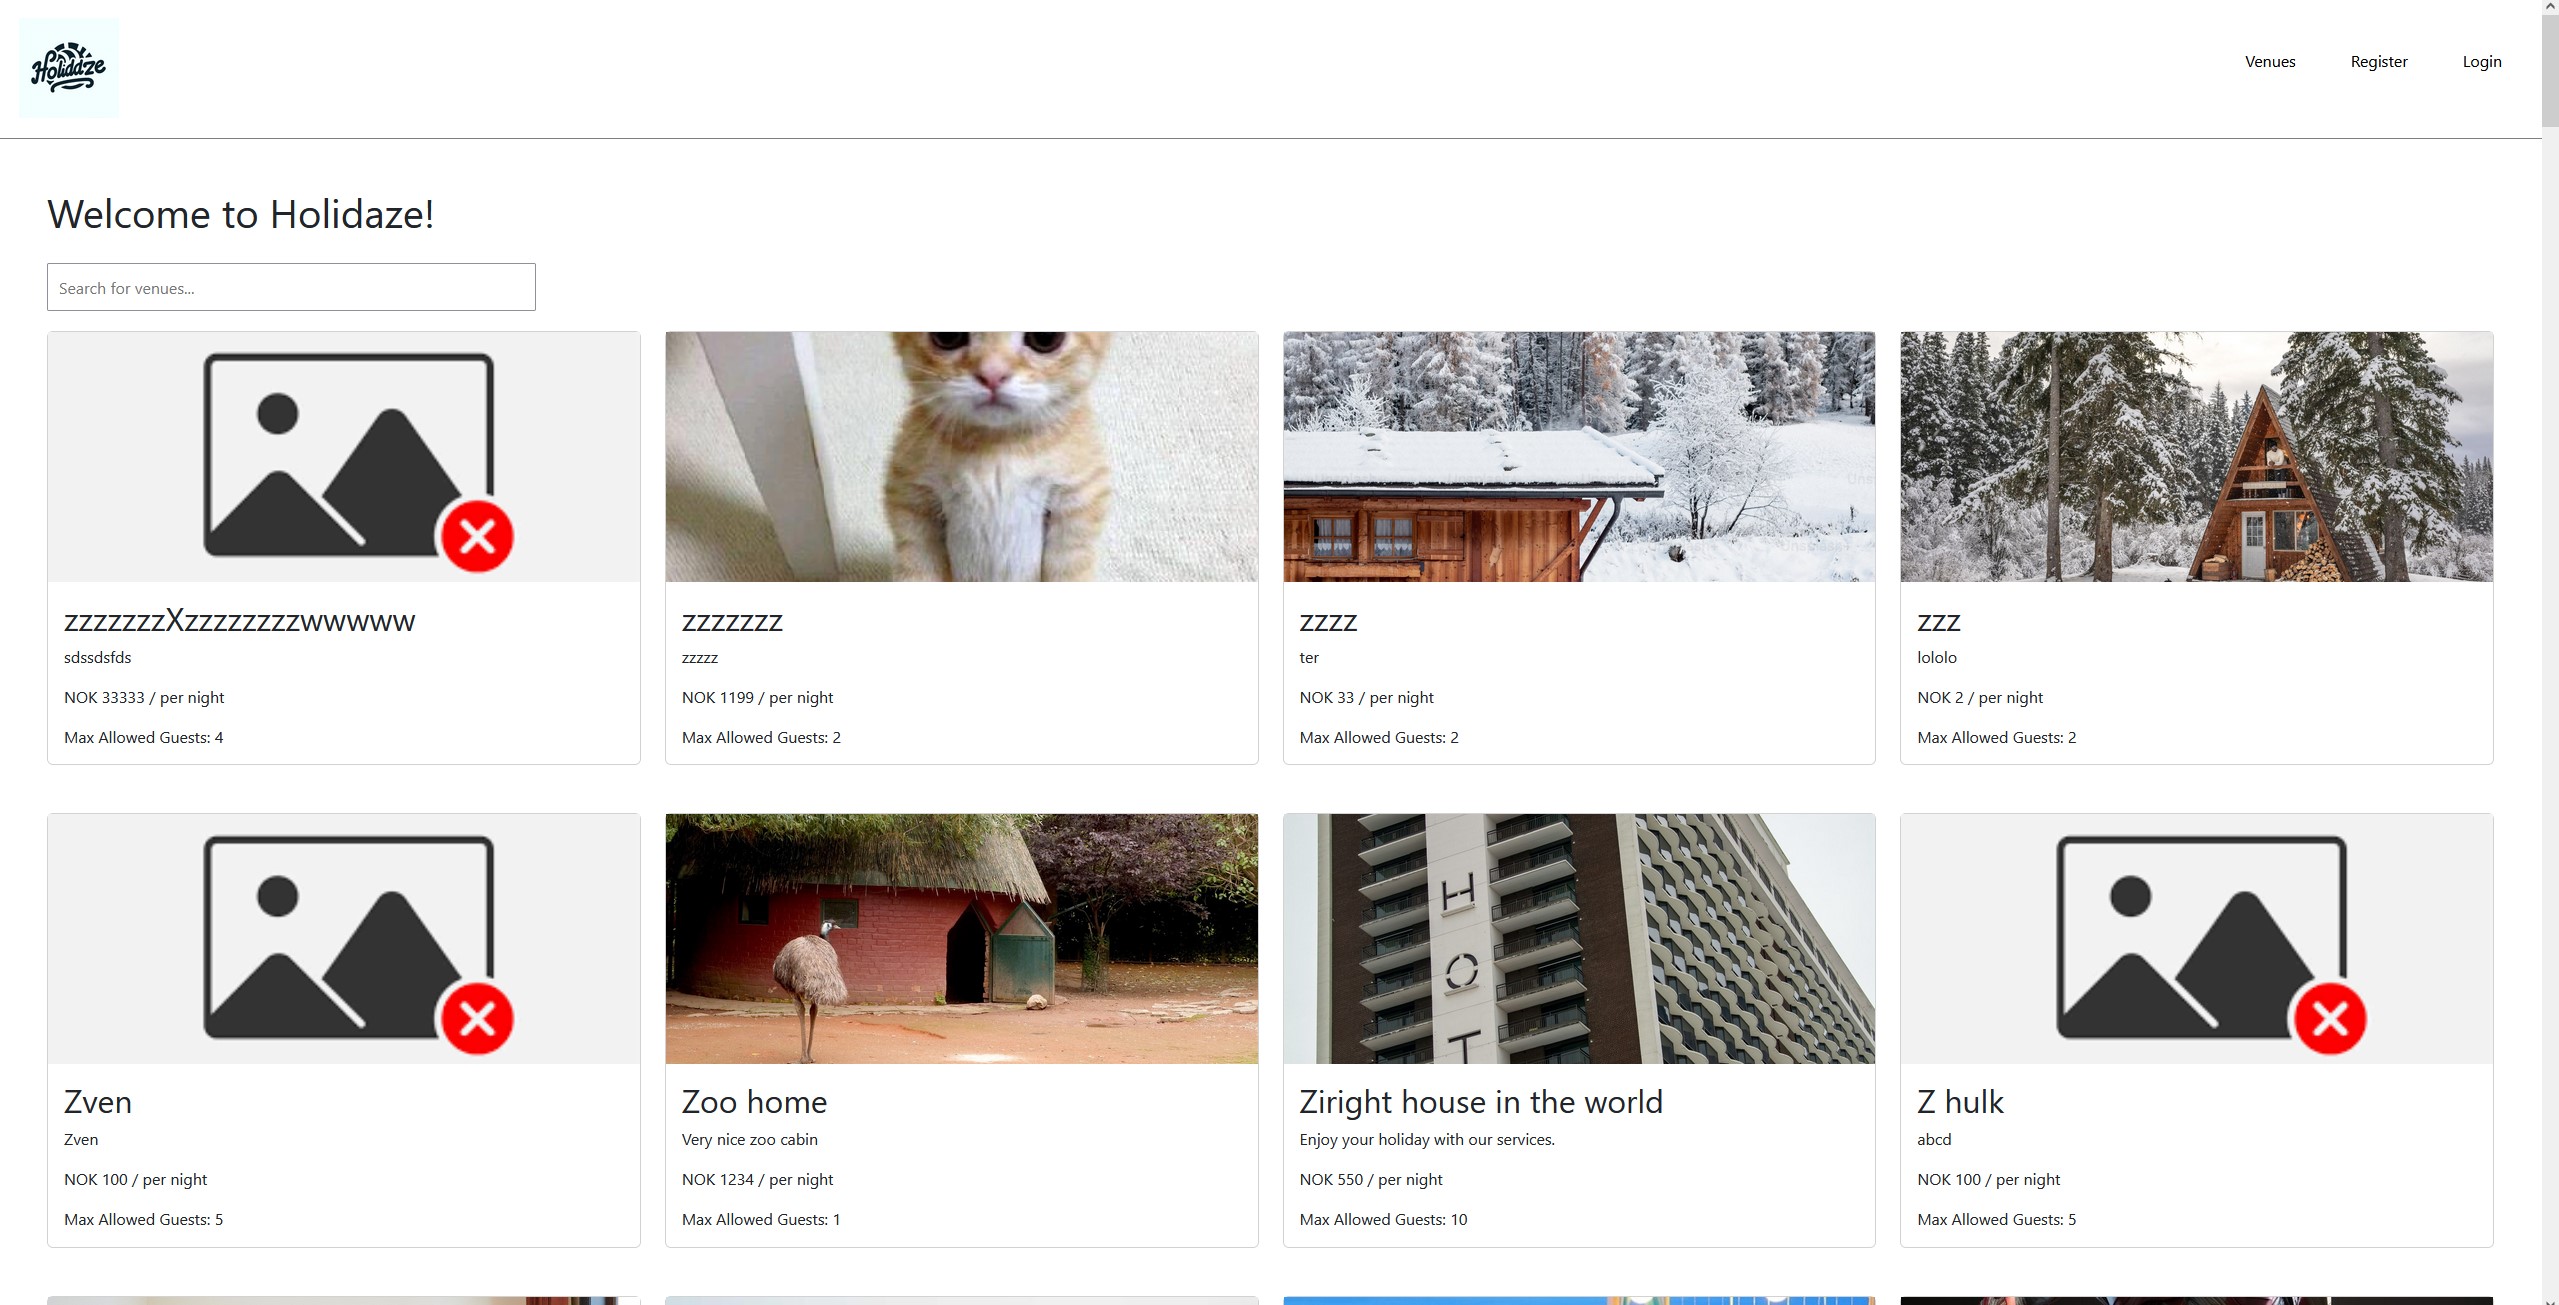 Holidaze
Venues
Register
Login
Welcome to Holidaze!
Search for venues...
zzzzzzzXzzzzzzzzwwwww
sdssdsfds
NOK 33333 / per night
Max Allowed Guests: 4
zzzzzzz
zzzzz
NOK 1199 / per night
Max Allowed Guests: 2
zzzz
ter
NOK 33 / per night
Max Allowed Guests: 2
zzz
lololo
NOK 2 / per night
Max Allowed Guests: 2
Zven
Zven
NOK 100 / per night
Max Allowed Guests: 5
Zoo home
Very nice zoo cabin
NOK 1234 / per night
Max Allowed Guests: 1
H
O
T
Ziright house in the world
Enjoy your holiday with our services.
NOK 550 / per night
Max Allowed Guests: 10
Z hulk
abcd
NOK 100 / per night
Max Allowed Guests: 5